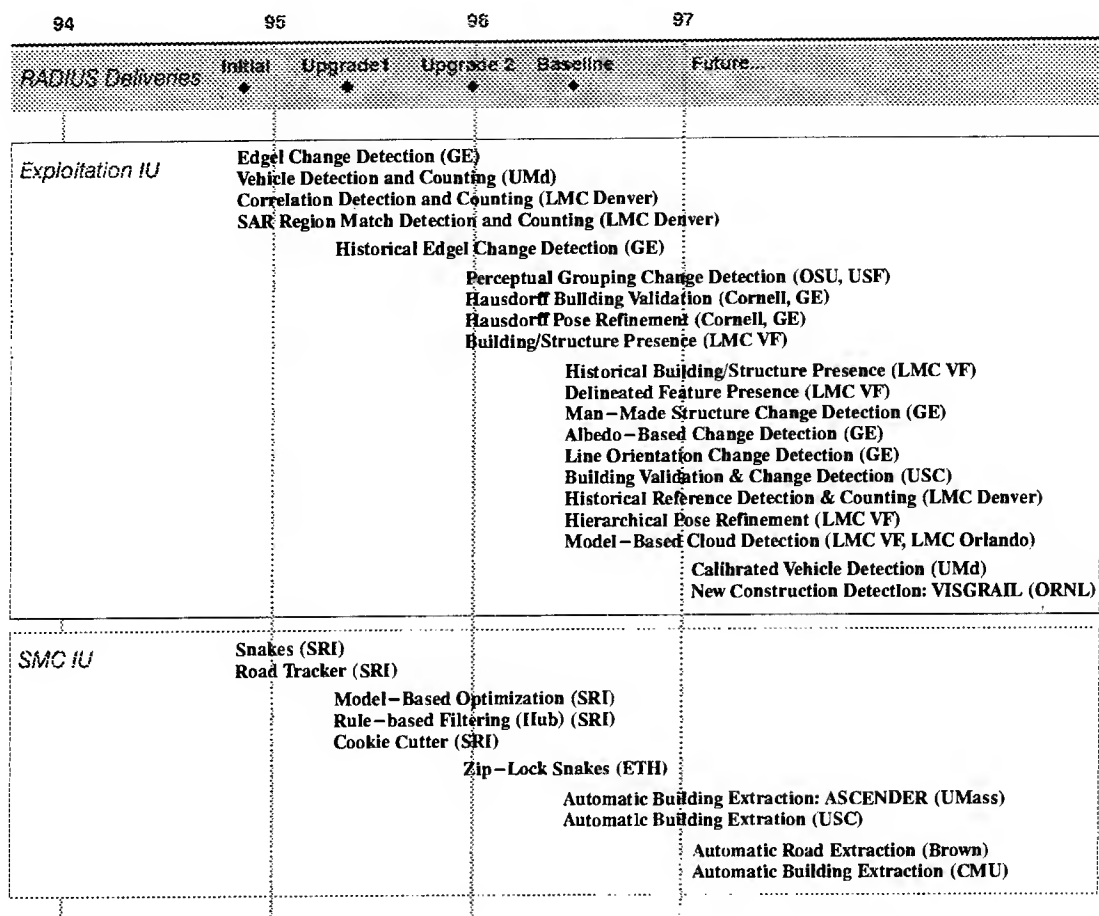 94 95 96 97
RADIUS Deliveries Initial Upgrade1 Upgrade 2 Baseline Future...
Exploitation IU
Edgel Change Detection (GE)
Vehicle Detection and Counting (UMd)
Correlation Detection and Counting (LMC Denver)
SAR Region Match Detection and Counting (LMC Denver)
Historical Edgel Change Detection (GE)
Perceptual Grouping Change Detection (OSU, USF)
Hausdorff Building Validation (Cornell, GE)
Hausdorff Pose Refinement (Cornell, GE)
Building/Structure Presence (LMC VF)
Historical Building/Structure Presence (LMC VF)
Delineated Feature Presence (LMC VF)
Man-Made Structure Change Detection (GE)
Albedo-Based Change Detection (GE)
Line Orientation Change Detection (GE)
Building Validation & Change Detection (USC)
Historical Reference Detection & Counting (LMC Denver)
Hierarchical Pose Refinement (LMC VF)
Model-Based Cloud Detection (LMC VF, LMC Orlando)
Calibrated Vehicle Detection (UMd)
New Construction Detection: VISGRAIL (ORNL)
SMC IU
Snakes (SRI)
Road Tracker (SRI)
Model-Based Optimization (SRI)
Rule-based Filtering (Hub) (SRI)
Cookie Cutter (SRI)
Zip-Lock Snakes (ETH)
Automatic Building Extraction: ASCENDER (UMass)
Automatic Building Extration (USC)
Automatic Road Extraction (Brown)
Automatic Building Extraction (CMU)